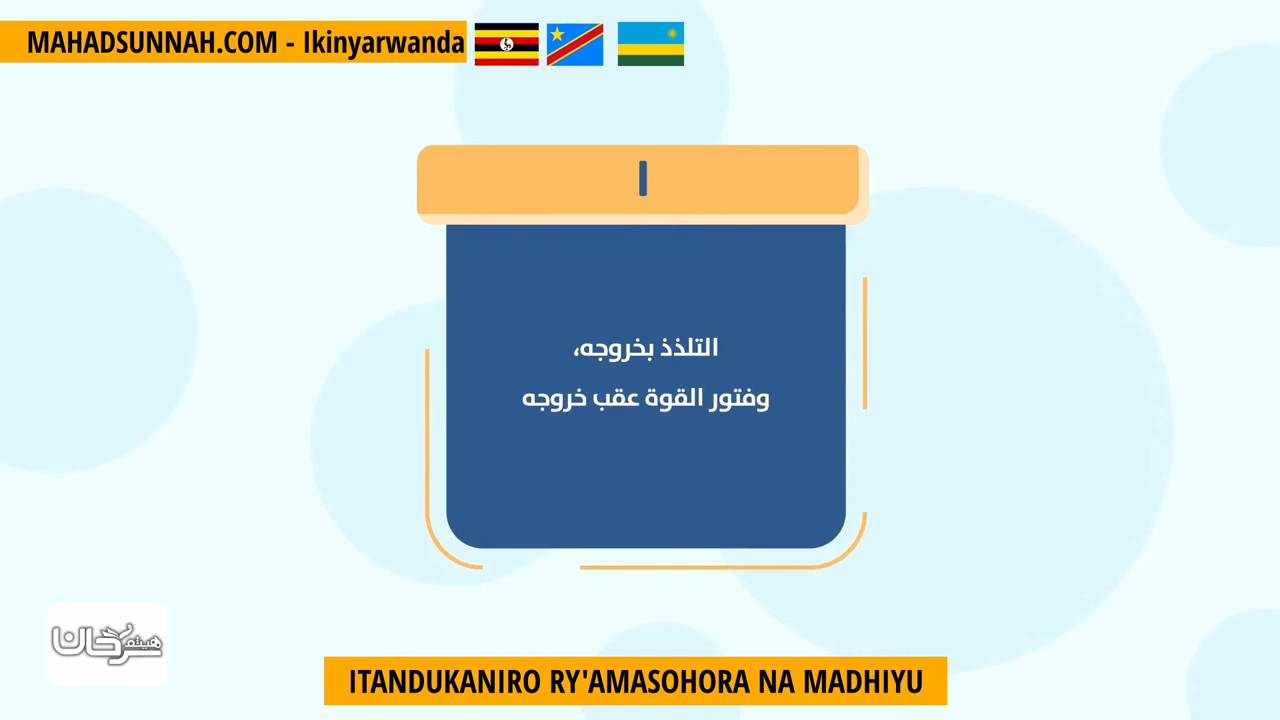 MAHADSUNNAH.COM - Ikinyarwanda
ا
التلذذ بخروجه،
وفتور القوة عقب خروجه
هيثم سرحان
ITANDUKANIRO RY'AMASOHORA NA MADHIYU